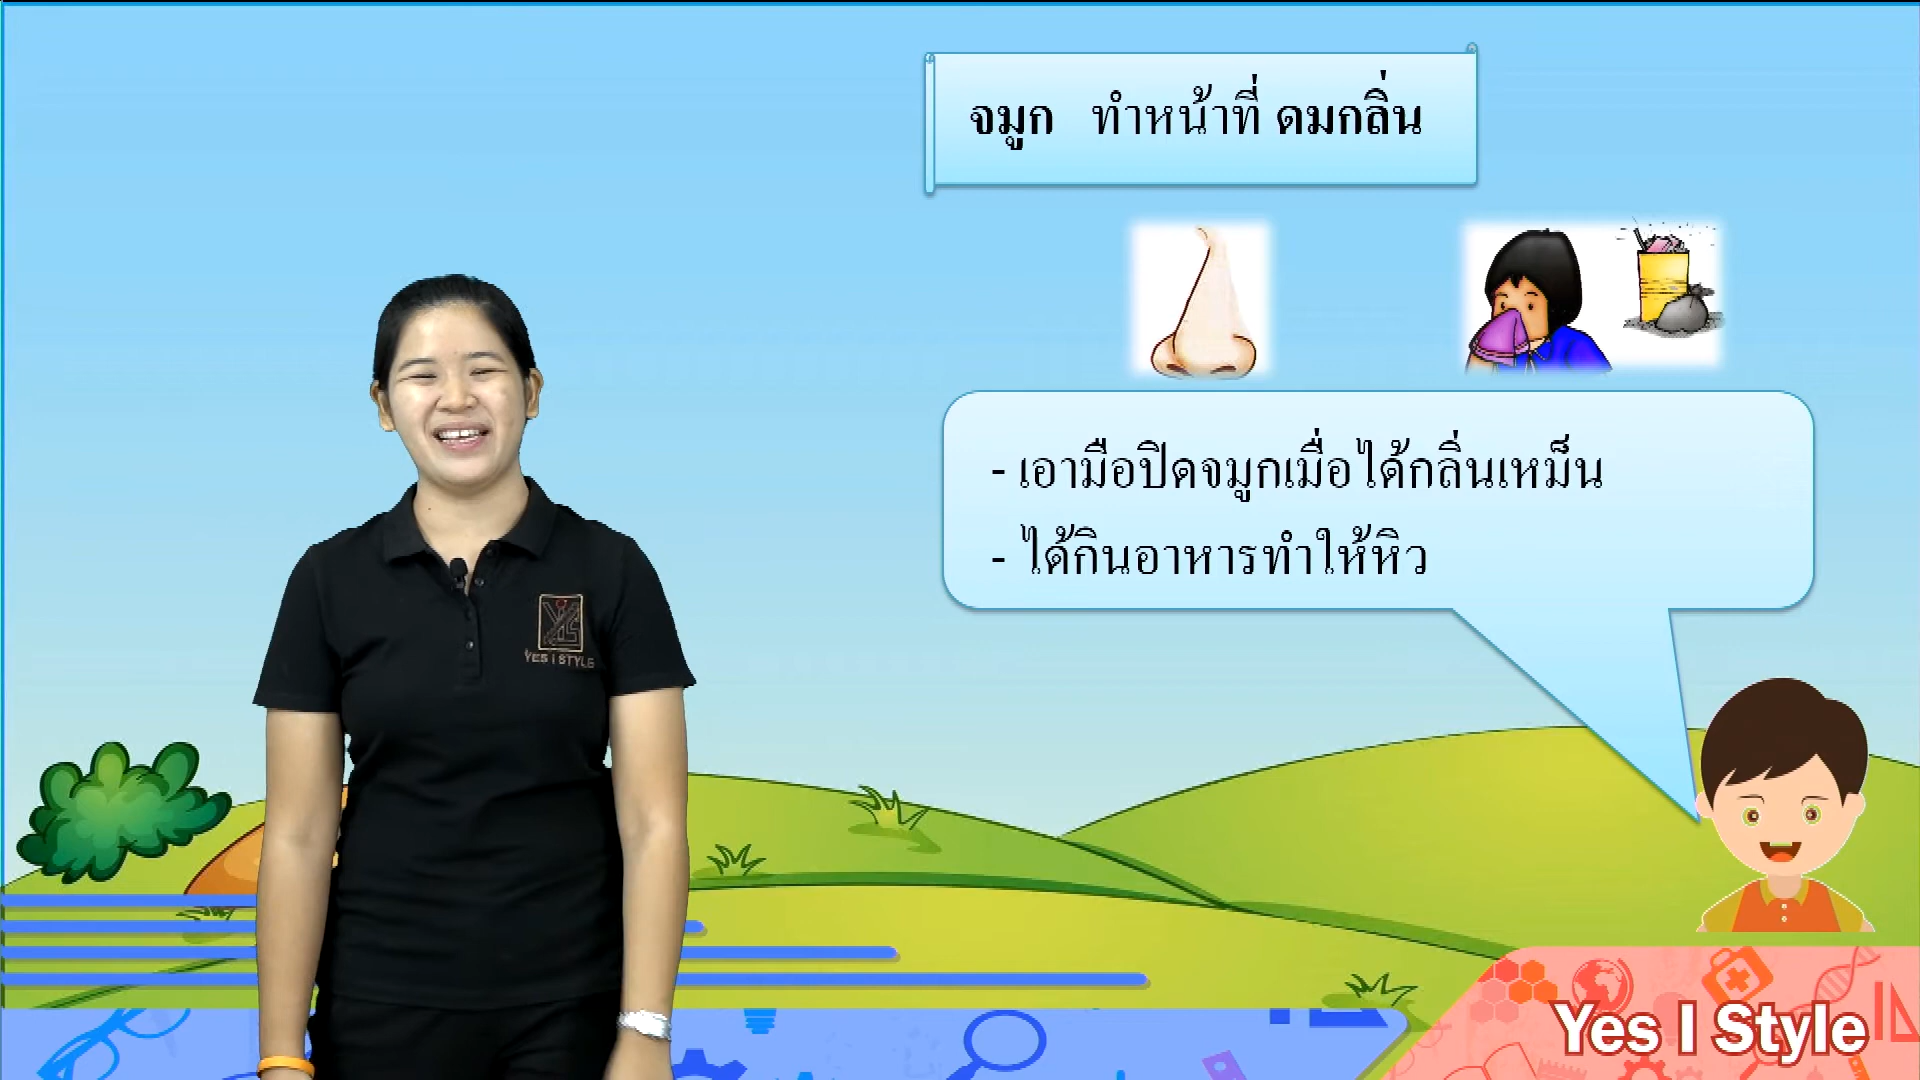 จมูก ทำหน้าที่ ดมกลิ่น
- เอามือปิดจมูกเมื่อได้กลิ่นเหม็น
- ได้กินอาหารทำให้หิว
YES I STYLE
Yes I Style